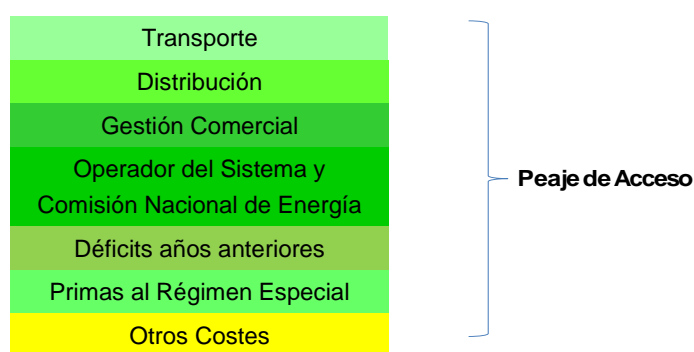 Transporte
Distribución
Gestión Comercial
Operador del Sistema y
Comisión Nacional de Energía
Déficits años anteriores
Primas al Régimen Especial
Otros Costes
Peaje de Acceso